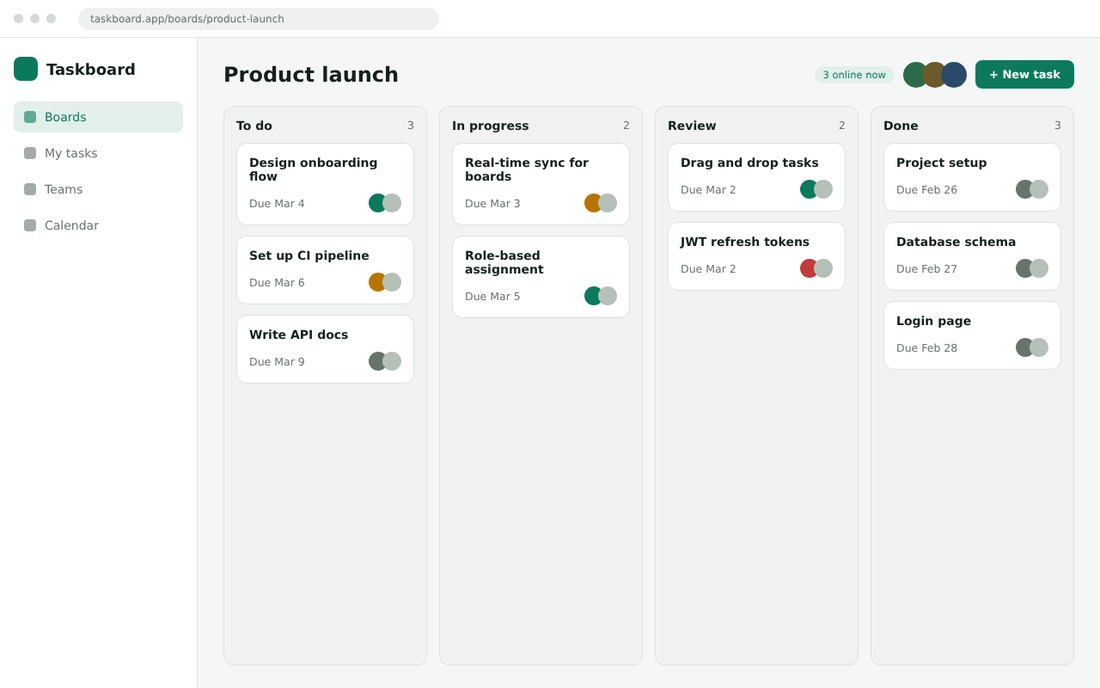 taskboard.app/boards/product-launch
Taskboard
Boards
My tasks
Teams
Calendar
Product launch
3 online now
+ New task
To do 3
Design onboarding
flow
Due Mar 4
Set up CI pipeline
Due Mar 6
Write API docs
Due Mar 9
In progress 2
Real-time sync for
boards
Due Mar 3
Role-based
assignment
Due Mar 5
Review 2
Drag and drop tasks
Due Mar 2
JWT refresh tokens
Due Mar 2
Done 3
Project setup
Due Feb 26
Database schema
Due Feb 27
Login page
Due Feb 28